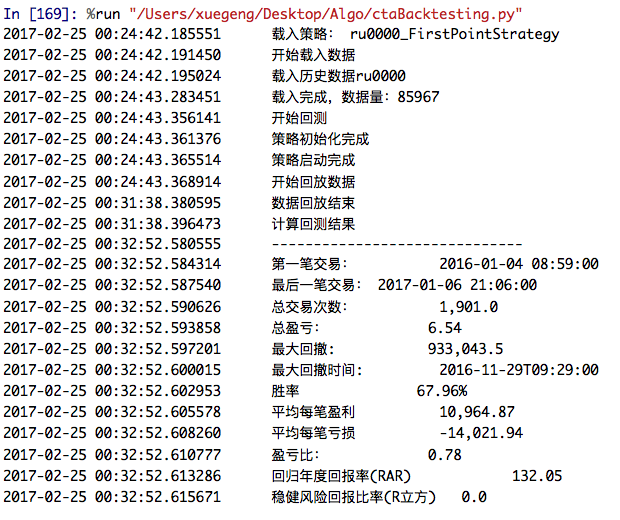 In [169]: %run "/Users/xuegeng/Desktop/Algo/ctaBacktesting.py"
2017-02-25 00:24:42.185551 载入策略： ru0000_FirstPointStrategy
2017-02-25 00:24:42.191450 开始载入数据
2017-02-25 00:24:42.195024 载入历史数据ru0000
2017-02-25 00:24:43.283451 载入完成，数据量：85967
2017-02-25 00:24:43.356141 开始回测
2017-02-25 00:24:43.361376 策略初始化完成
2017-02-25 00:24:43.365514 策略启动完成
2017-02-25 00:24:43.368914 开始回放数据
2017-02-25 00:31:38.380595 数据回放结束
2017-02-25 00:31:38.396473 计算回测结果
2017-02-25 00:32:52.580555 ------------------------------
2017-02-25 00:32:52.584314 第一笔交易： 2016-01-04 08:59:00
2017-02-25 00:32:52.587540 最后一笔交易： 2017-01-06 21:06:00
2017-02-25 00:32:52.590626 总交易次数： 1,901.0
2017-02-25 00:32:52.593858 总盈亏： 6.54
2017-02-25 00:32:52.597201 最大回撤: 933,043.5
2017-02-25 00:32:52.600015 最大回撤时间: 2016-11-29T09:29:00
2017-02-25 00:32:52.602953 胜率 67.96%
2017-02-25 00:32:52.605578 平均每笔盈利 10,964.87
2017-02-25 00:32:52.608260 平均每笔亏损 -14,021.94
2017-02-25 00:32:52.610777 盈亏比： 0.78
2017-02-25 00:32:52.613286 回归年度回报率(RAR) 132.05
2017-02-25 00:32:52.615671 稳健风险回报比率(R立方) 0.0